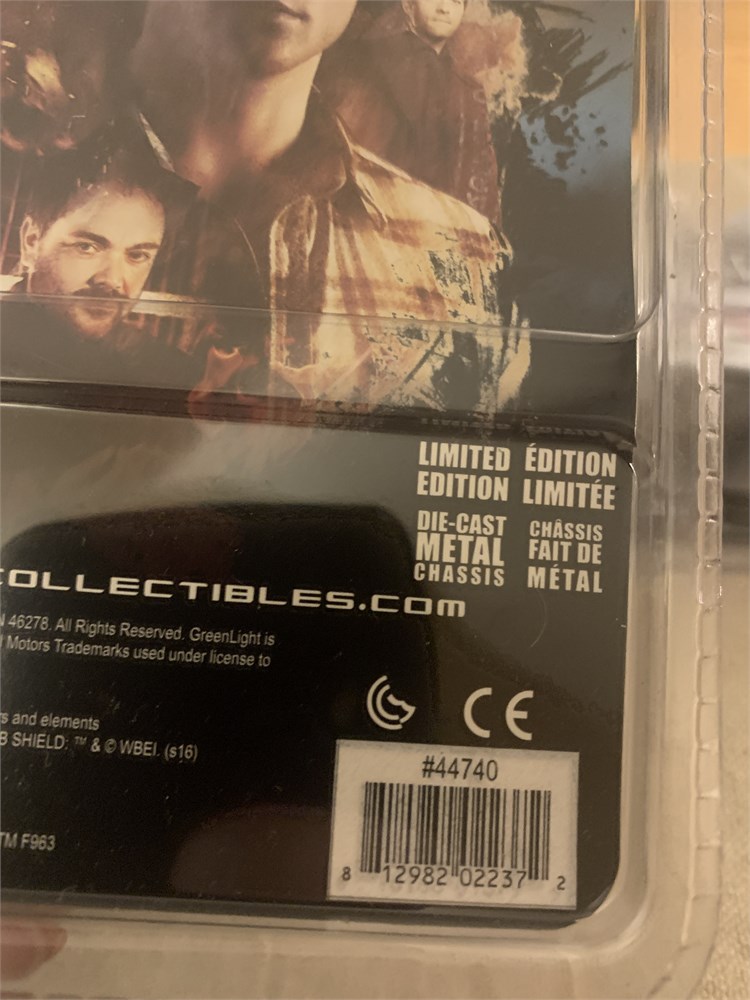 LIMITED EDITION
ÉDITION LIMITÉE
DIE-CAST METAL CHASSIS
CHÂSSIS FAIT DE MÉTAL
COLLECTIBLES.COM
46278. All Rights Reserved. GreenLight is
Motors Trademarks used under license to
and elements
SHIELD: ™ & © WBEI. (s16)
F963
CE
#44740
8 12982 02237 2